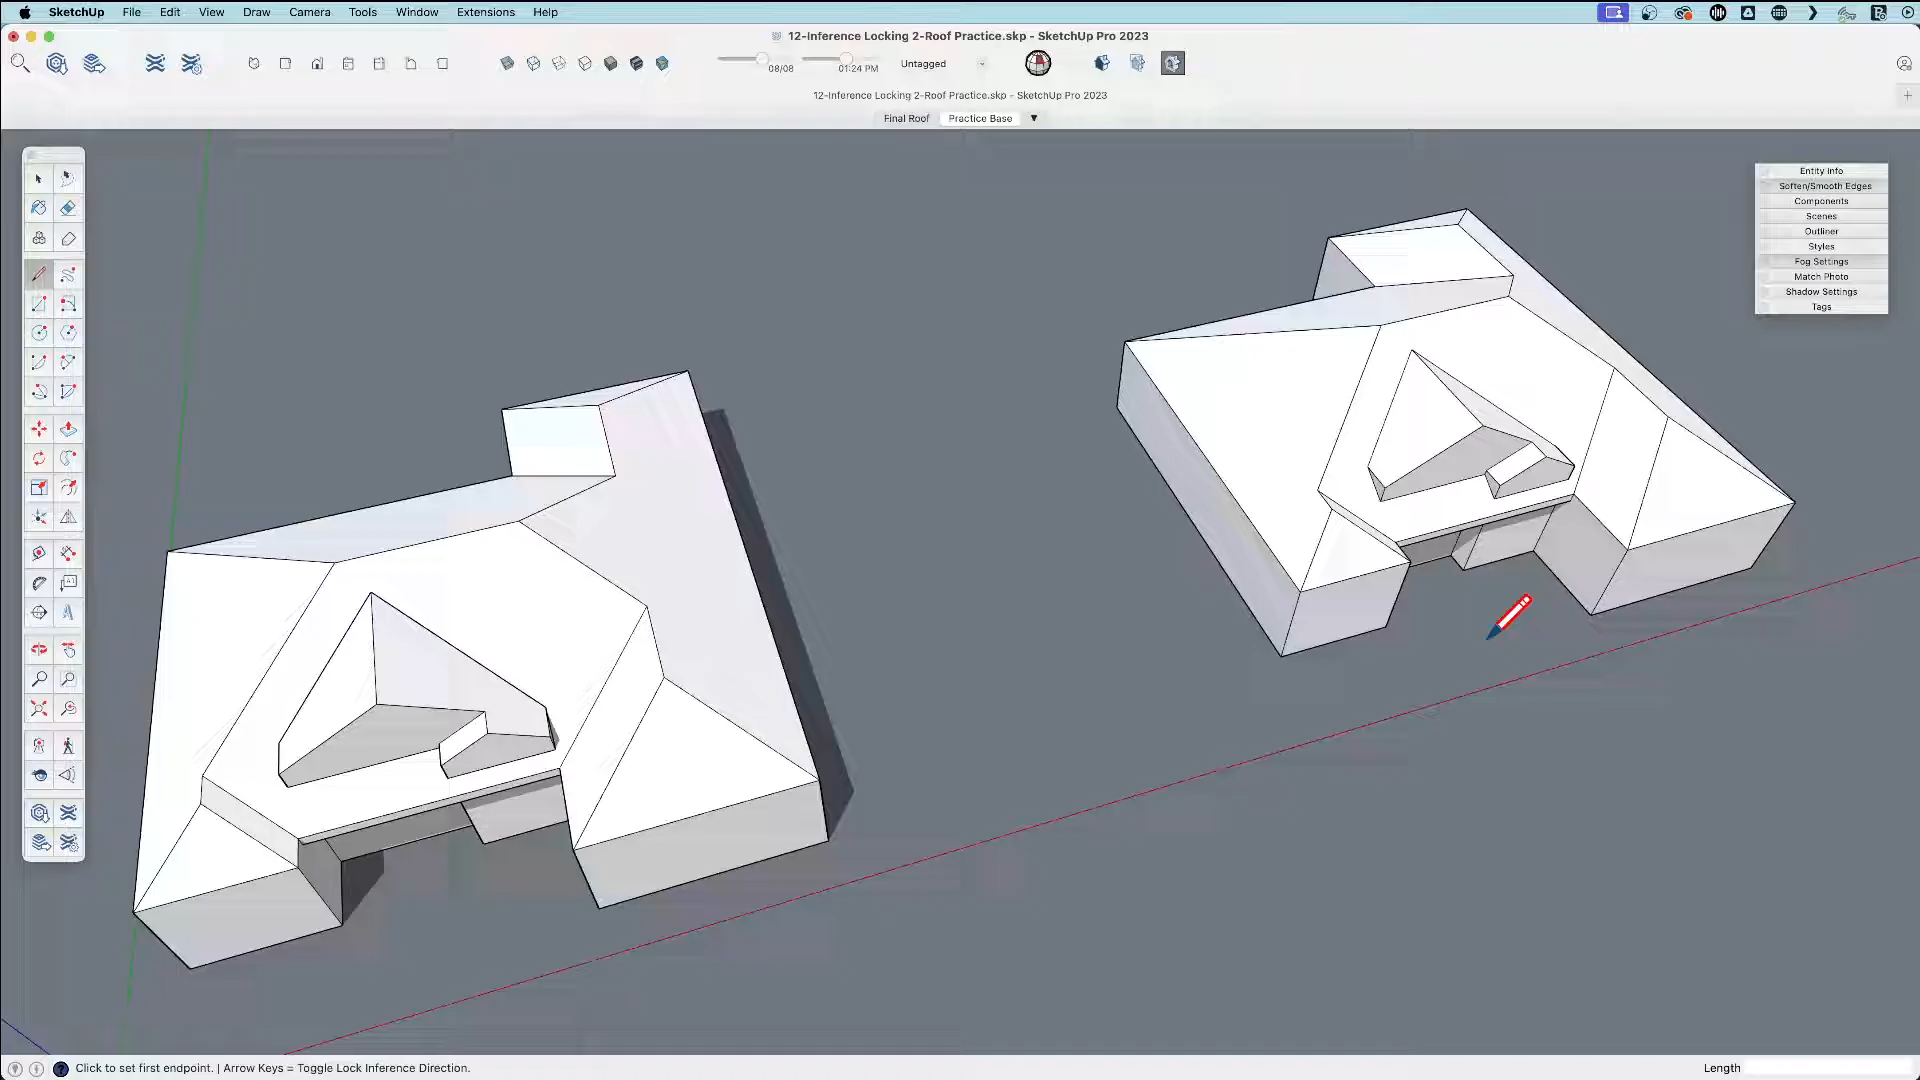 SketchUp File Edit View Draw Camera Tools Window Extensions Help
12-Inference Locking 2-Roof Practice.skp - SketchUp Pro 2023
08/08 01:24 PM Untagged
12-Inference Locking 2-Roof Practice.skp - SketchUp Pro 2023
Final Roof Practice Base
Entity Info
Soften/Smooth Edges
Components
Scenes
Outliner
Styles
Fog Settings
Match Photo
Shadow Settings
Tags
Click to set first endpoint. | Arrow Keys = Toggle Lock Inference Direction. Length